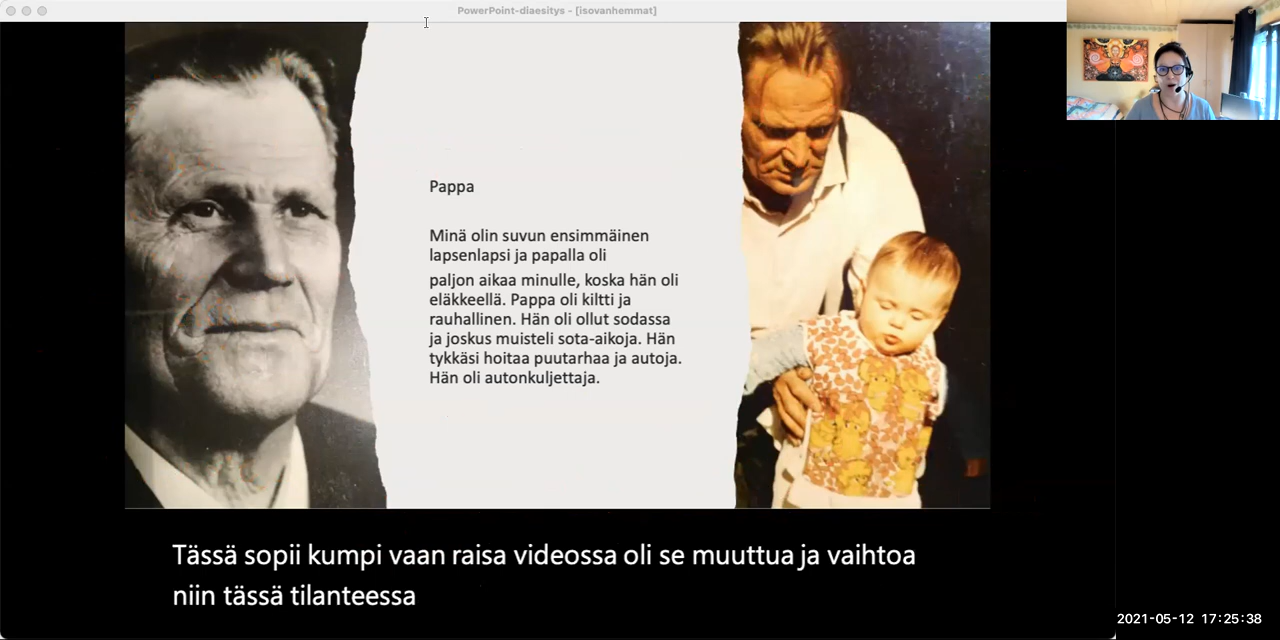 PowerPoint-diaesitys - [isovanhemmat]
Pappa
Minä olin suvun ensimmäinen
lapsenlapsi ja papalla oli
paljon aikaa minulle, koska hän oli
eläkkeellä. Pappa oli kiltti ja
rauhallinen. Hän oli ollut sodassa
ja joskus muisteli sota-aikoja. Hän
tykkäsi hoitaa puutarhaa ja autoja.
Hän oli autonkuljettaja.
Tässä sopii kumpi vaan raisa videossa oli se muuttua ja vaihtoa
niin tässä tilanteessa
2021-05-12 17:25:38